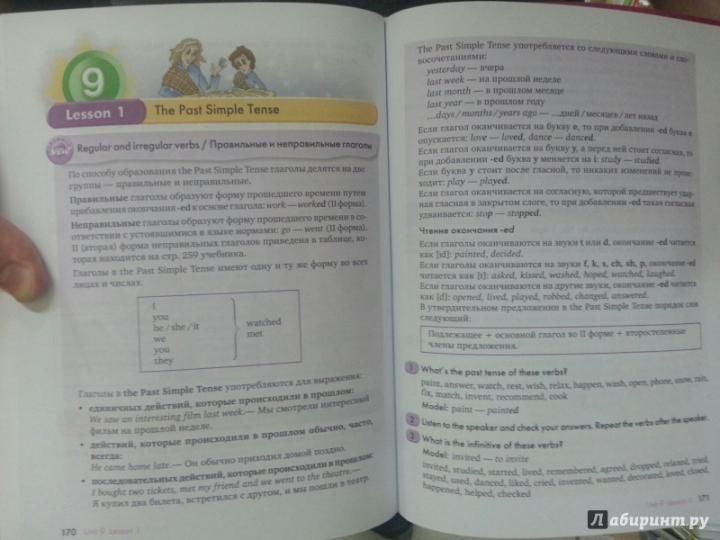 9
Lesson 1
The Past Simple Tense
Regular and irregular verbs / Правильные и неправильные глаголы
По способу образования the Past Simple Tense глаголы делятся на две
группы — правильные и неправильные.
Правильные глаголы образуют форму прошедшего времени путем
прибавления окончания -ed к основе глагола: work — worked (II форма).
Неправильные глаголы образуют форму прошедшего времени в со-
ответствии с устоявшимися в языке нормами: go — went (II форма).
II (вторая) форма неправильных глаголов приведена в таблице, ко-
торая находится на стр. 259 учебника.
Глаголы в the Past Simple Tense имеют одну и ту же форму во всех
лицах и числах.
I
you
he / she / it
we
you
they
watched
met
Глаголы в the Past Simple Tense употребляются для выражения:
• единичных действий, которые происходили в прошлом:
We saw an interesting film last week.— Мы смотрели интересный
фильм на прошлой неделе.
• действий, которые происходили в прошлом обычно, часто,
всегда:
He came home late.— Он обычно приходил домой поздно.
• последовательных действий, которые происходили в прошлом:
I bought two tickets, met my friend and we went to the theatre.—
Я купил два билета, встретился с другом, и мы пошли в театр.
170 Unit 9 Lesson 1
The Past Simple Tense употребляется со следующими словами и сло-
восочетаниями:
yesterday — вчера
last week — на прошлой неделе
last month — в прошлом месяце
last year — в прошлом году
...days / months / years ago — ...дней / месяцев / лет назад
Если глагол оканчивается на букву e, то при добавлении -ed буква e
опускается: love — loved, dance — danced.
Если глагол оканчивается на букву y, а перед ней стоит согласная, то
при добавлении -ed буква y меняется на i: study — studied.
Если буква y стоит после гласной, то никаких изменений не проис-
ходит: play — played.
Если глагол оканчивается на согласную, которой предшествует удар-
ная гласная в закрытом слоге, то при добавлении -ed такая согласная
удваивается: stop — stopped.
Чтение окончания -ed
Если глаголы оканчиваются на звуки t или d, окончание -ed читается
как [ɪd]: painted, decided.
Если глаголы оканчиваются на звуки f, k, s, ch, sh, p, окончание -ed
читается как [t]: asked, kissed, washed, hoped, watched, laughed.
Если глаголы оканчиваются на другие звуки, окончание -ed читается
как [d]: opened, lived, played, robbed, changed, answered.
В утвердительном предложении в the Past Simple Tense порядок слов
следующий:
Подлежащее + основной глагол во II форме + второстепенные
члены предложения.
1 What's the past tense of these verbs?
paint, answer, watch, rest, wish, relax, happen, wash, open, phone, snow, rain,
fix, match, invent, recommend, cook
Model: paint — painted
2 Listen to the speaker and check your answers. Repeat the verbs after the speaker.
3 What is the infinitive of these verbs?
Model: invited — to invite
invited, studied, started, lived, remembered, agreed, dropped, relaxed, tried,
stayed, used, danced, liked, cried, invented, wanted, decorated, loved, closed,
happened, helped, checked
Unit 9 Lesson 1 171
Лабиринт.ру